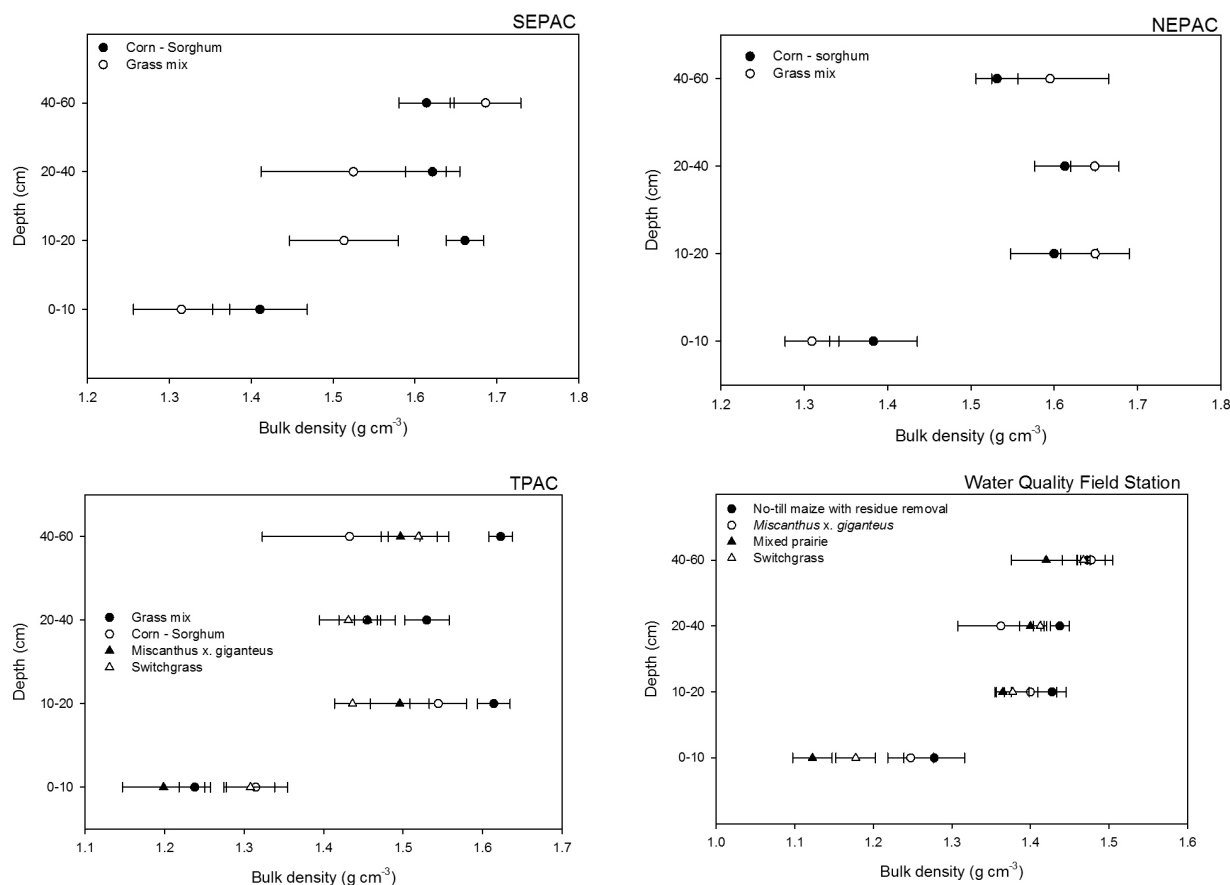 SEPAC
Corn - Sorghum
Grass mix
40-60
20-40
10-20
0-10
Depth (cm)
1.2 1.3 1.4 1.5 1.6 1.7 1.8
Bulk density (g cm⁻³)
NEPAC
Corn - sorghum
Grass mix
40-60
20-40
10-20
0-10
Depth (cm)
1.2 1.3 1.4 1.5 1.6 1.7 1.8
Bulk density (g cm⁻³)
TPAC
40-60
20-40
10-20
0-10
Depth (cm)
Grass mix
Corn - Sorghum
Miscanthus x. giganteus
Switchgrass
1.1 1.2 1.3 1.4 1.5 1.6 1.7
Bulk density (g cm⁻³)
Water Quality Field Station
No-till maize with residue removal
Miscanthus x. giganteus
Mixed prairie
Switchgrass
40-60
20-40
10-20
0-10
Depth (cm)
1.0 1.1 1.2 1.3 1.4 1.5 1.6
Bulk density (g cm⁻³)